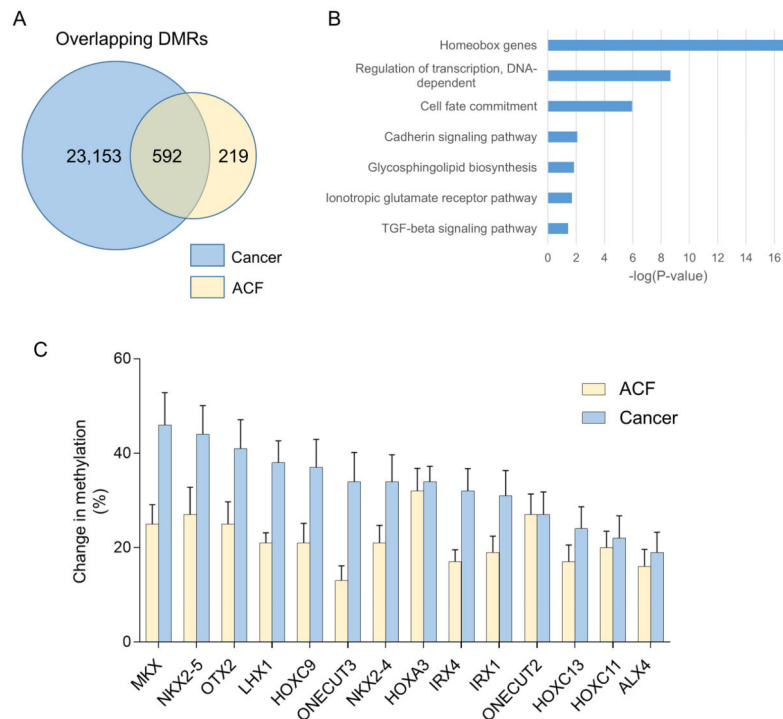 A
Overlapping DMRs
23,153
592
219
Cancer
ACF
B
Homeobox genes
Regulation of transcription, DNA-
dependent
Cell fate commitment
Cadherin signaling pathway
Glycosphingolipid biosynthesis
Ionotropic glutamate receptor pathway
TGF-beta signaling pathway
0 2 4 6 8 10 12 14 16
-log(P-value)
C
Change in methylation
(%)
60
40
20
0
ACF
Cancer
MKX
NKX2-5
OTX2
LHX1
HOXC9
ONECUT3
NKX2-4
HOXA3
IRX4
IRX1
ONECUT2
HOXC13
HOXC11
ALX4